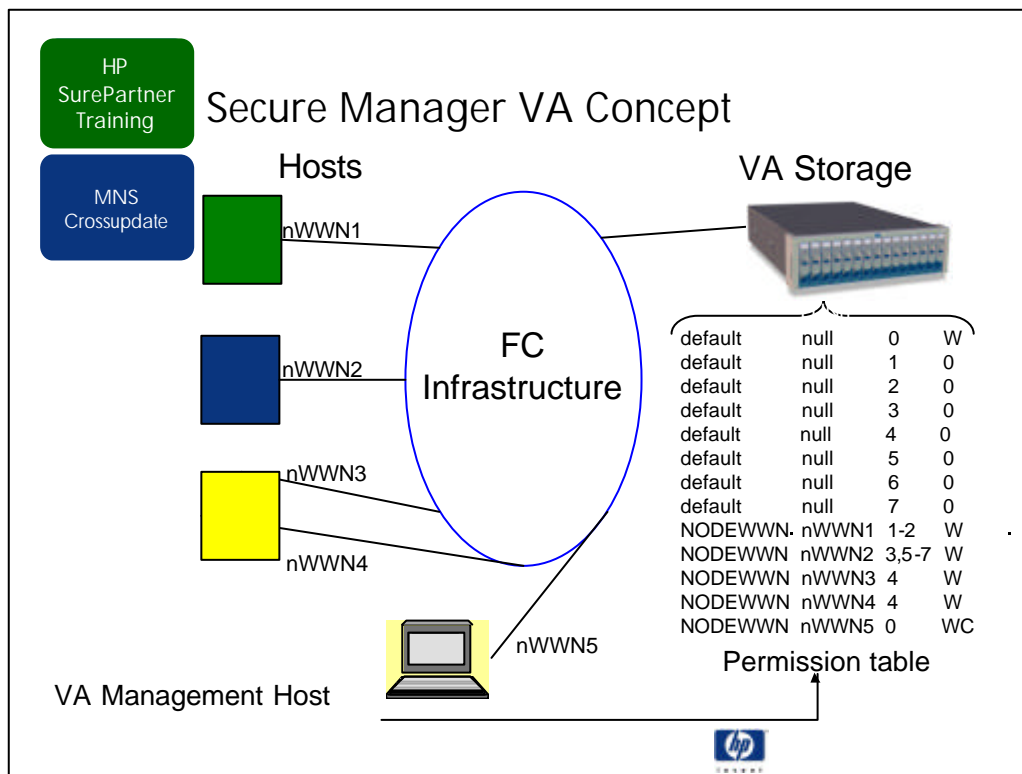 HP
SurePartner
Training
Secure Manager VA Concept
MNS
Crossupdate
Hosts
VA Storage
nWWN1
nWWN2
nWWN3
nWWN4
nWWN5
FC
Infrastructure
default null 0 W
default null 1 0
default null 2 0
default null 3 0
default null 4 0
default null 5 0
default null 6 0
default null 7 0
NODEWWN nWWN1 1-2 W
NODEWWN nWWN2 3,5-7 W
NODEWWN nWWN3 4 W
NODEWWN nWWN4 4 W
NODEWWN nWWN5 0 WC
Permission table
VA Management Host
hp